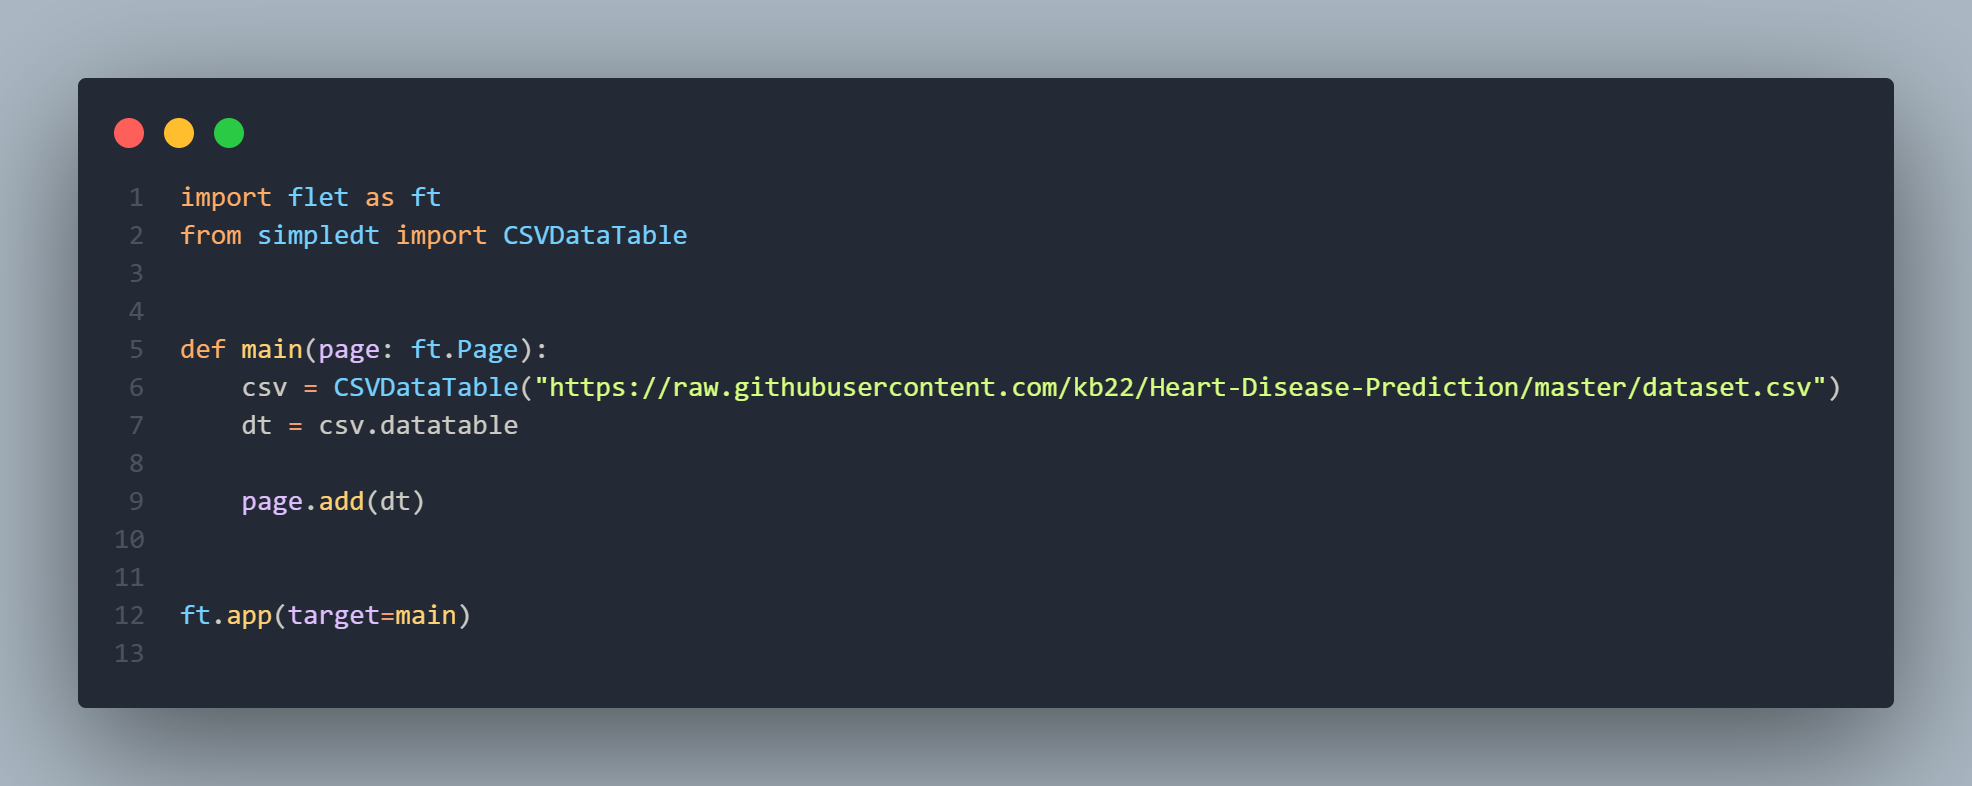 1 import flet as ft
2 from simpledt import CSVDataTable
3
4
5 def main(page: ft.Page):
6     csv = CSVDataTable("https://raw.githubusercontent.com/kb22/Heart-Disease-Prediction/master/dataset.csv")
7     dt = csv.datatable
8
9     page.add(dt)
10
11
12 ft.app(target=main)
13